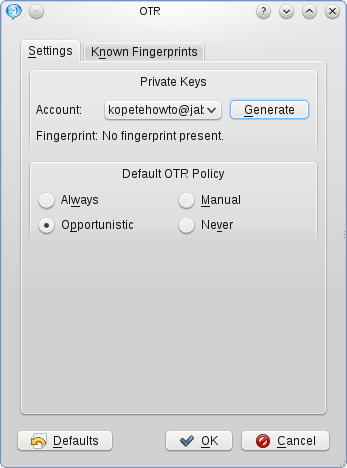 OTR
Settings
Known Fingerprints
Private Keys
Account: kopetehowto@jab
Generate
Fingerprint: No fingerprint present.
Default OTR Policy
Always
Manual
Opportunistic
Never
Defaults
OK
Cancel